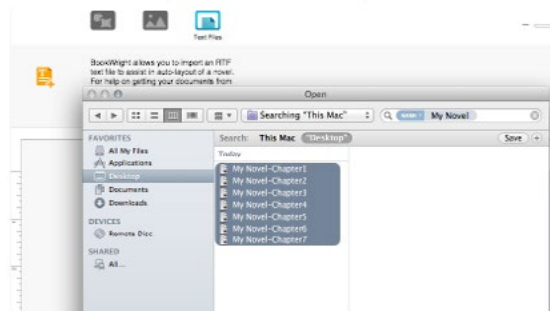 Text Files
BookWright allows you to import an RTF
text file to assist in auto-layout of a novel.
For help on getting your documents from
Open
Searching "This Mac"
NAME
My Novel
FAVORITES
All My Files
Applications
Desktop
Documents
Downloads
DEVICES
Remote Disc
SHARED
All...
Search: This Mac "Desktop" Save
Today
My Novel-Chapter1
My Novel-Chapter2
My Novel-Chapter3
My Novel-Chapter4
My Novel-Chapter5
My Novel-Chapter6
My Novel-Chapter7